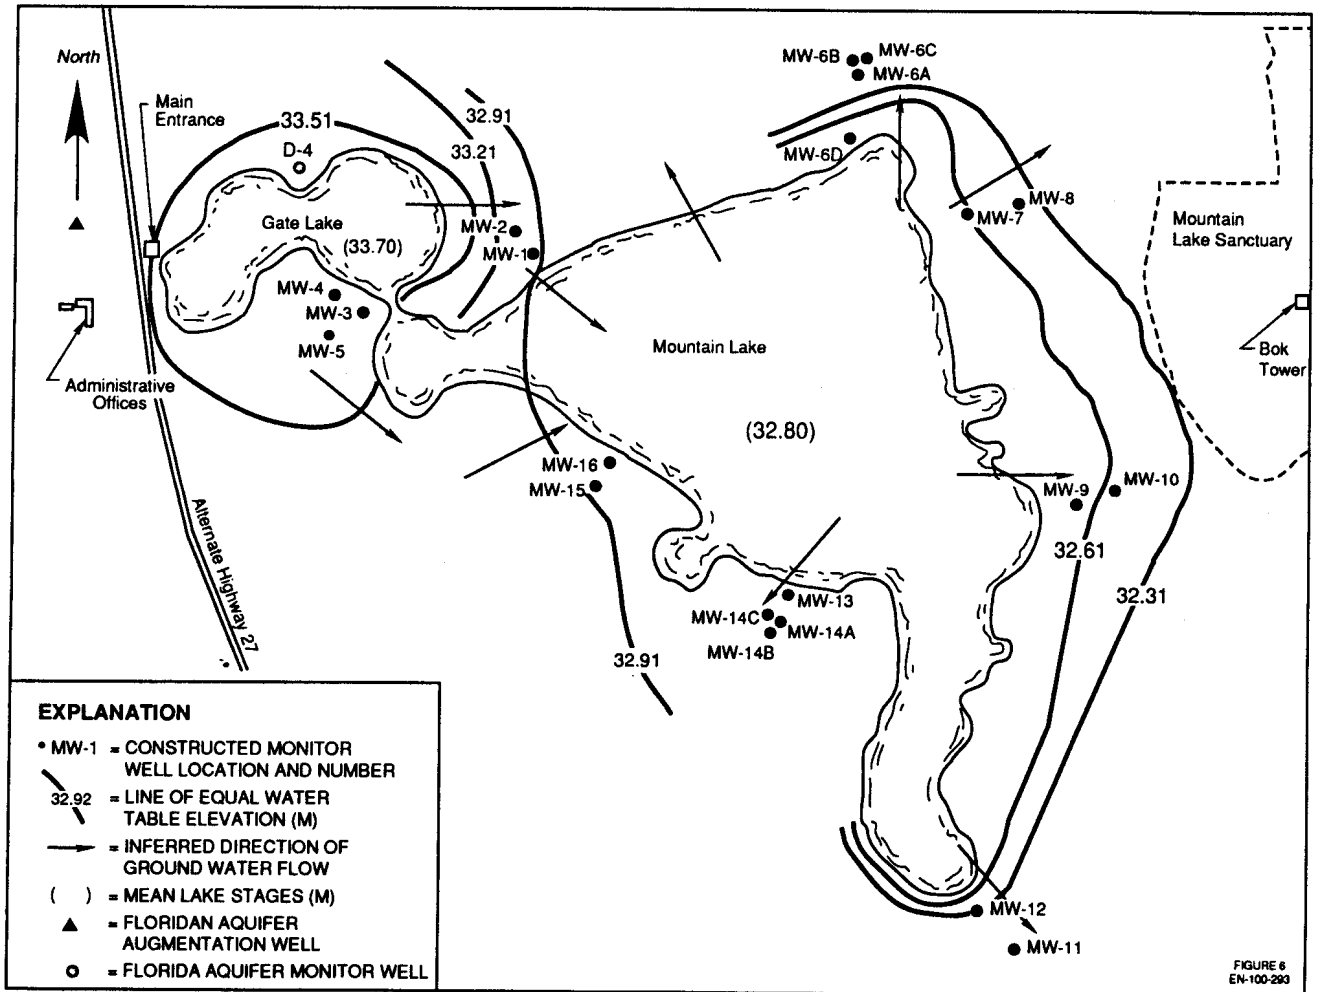 North
Main
Entrance
33.51
D-4
32.91
33.21
MW-6B
MW-6C
MW-6A
MW-6D
MW-8
MW-7
Gate Lake
(33.70)
MW-2
MW-1
Mountain
Lake Sanctuary
MW-4
MW-3
MW-5
Mountain Lake
Bok
Tower
Administrative
Offices
(32.80)
MW-16
MW-15
MW-9
MW-10
32.61
32.31
Alternate Highway 27
MW-13
MW-14C
MW-14A
MW-14B
32.91
MW-12
MW-11
EXPLANATION
MW-1 = CONSTRUCTED MONITOR
WELL LOCATION AND NUMBER
32.92 = LINE OF EQUAL WATER
TABLE ELEVATION (M)
= INFERRED DIRECTION OF
GROUND WATER FLOW
( ) = MEAN LAKE STAGES (M)
= FLORIDAN AQUIFER
AUGMENTATION WELL
= FLORIDA AQUIFER MONITOR WELL
FIGURE 6
EN-100-293